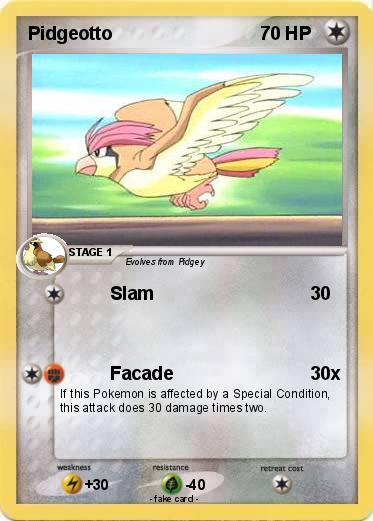 Pidgeotto 70 HP
STAGE 1
Evolves from Pidgey
Slam 30
Facade 30x
If this Pokemon is affected by a Special Condition,
this attack does 30 damage times two.
weakness resistance retreat cost
+30 -40
- fake card -